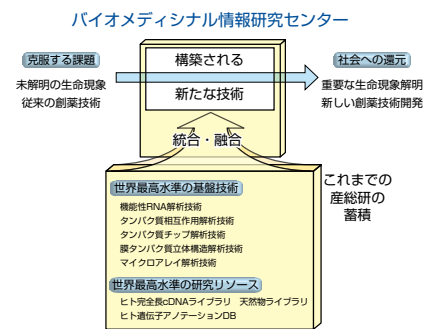 バイオメディシナル情報研究センター
克服する課題
未解明の生命現象
従来の創薬技術
構築される
新たな技術
社会への還元
重要な生命現象解明
新しい創薬技術開発
統合・融合
これまでの
産総研の
蓄積
世界最高水準の基盤技術
機能性RNA解析技術
タンパク質相互作用解析技術
タンパク質チップ解析技術
膜タンパク質立体構造解析技術
マイクロアレイ解析技術
世界最高水準の研究リソース
ヒト完全長cDNAライブラリ 天然物ライブラリ
ヒト遺伝子アノテーションDB